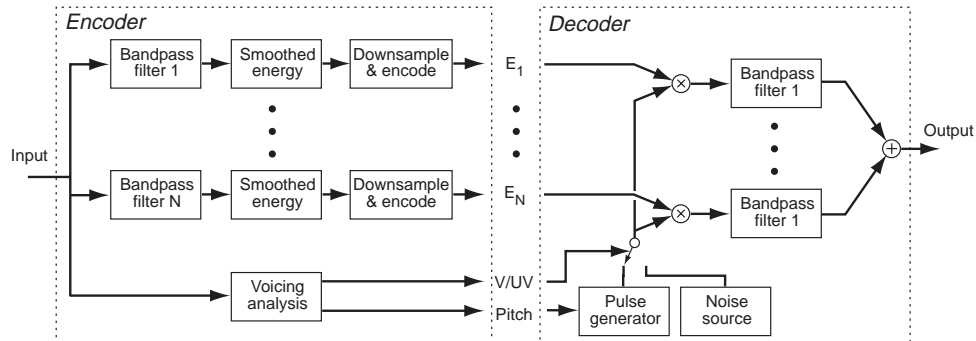 Encoder
Decoder
Bandpass
filter 1
Smoothed
energy
Downsample
& encode
E1
Bandpass
filter 1
Input
Output
Bandpass
filter N
Smoothed
energy
Downsample
& encode
EN
Bandpass
filter 1
Voicing
analysis
V/UV
Pitch
Pulse
generator
Noise
source